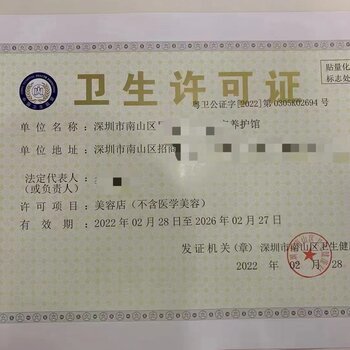 贴量化
标志处
卫生许可证
粤卫公证字[2022]第0305K02694号
单位名称：深圳市南山区 养护馆
单位地址：深圳市南山区招商
法定代表人：
(或负责人)
许可项目：美容店（不含医学美容）
有效期：2022年02月28日至2026年02月27日
发证机关（章）深圳市南山区卫生健
2022年02月28